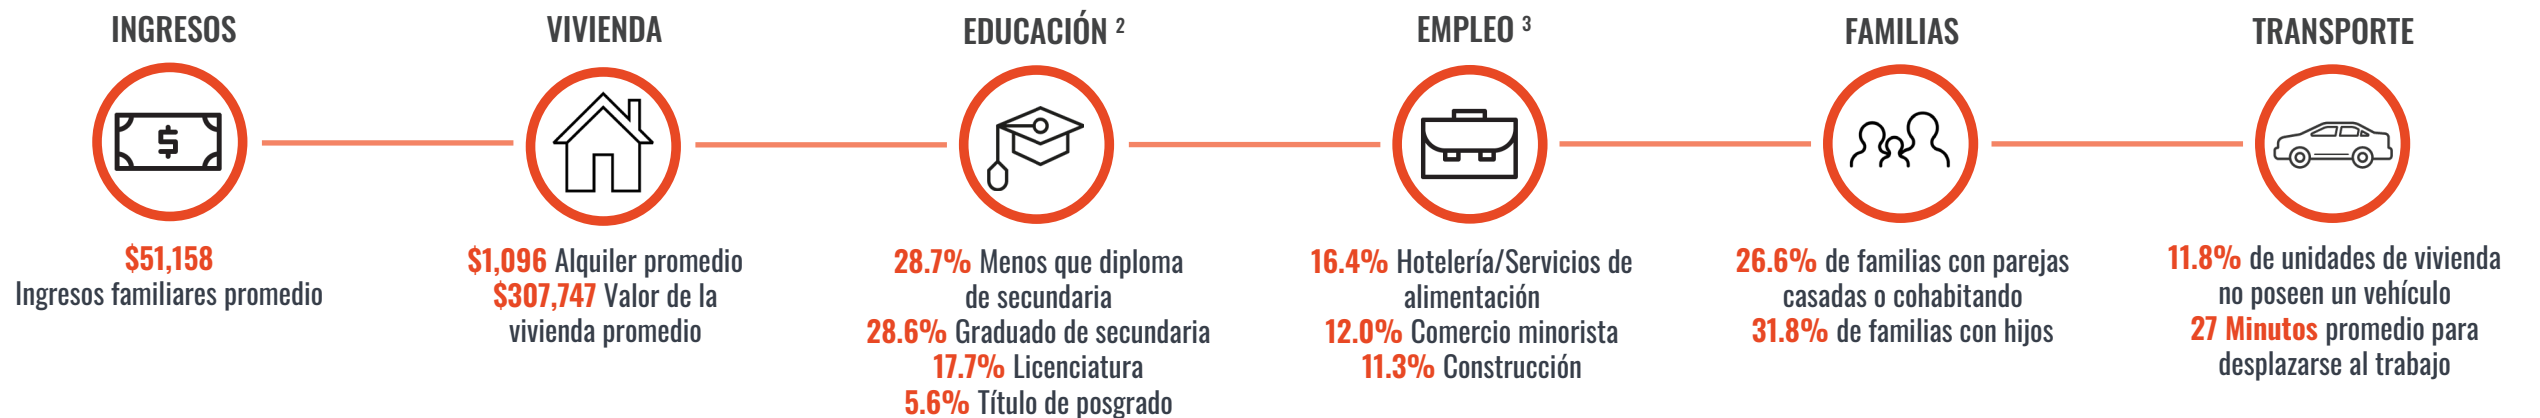 INGRESOS
$51,158
Ingresos familiares promedio
VIVIENDA
$1,096 Alquiler promedio
$307,747 Valor de la
vivienda promedio
EDUCACIÓN 2
28.7% Menos que diploma
de secundaria
28.6% Graduado de secundaria
17.7% Licenciatura
5.6% Título de posgrado
EMPLEO 3
16.4% Hotelería/Servicios de
alimentación
12.0% Comercio minorista
11.3% Construcción
FAMILIAS
26.6% de familias con parejas
casadas o cohabitando
31.8% de familias con hijos
TRANSPORTE
11.8% de unidades de vivienda
no poseen un vehículo
27 Minutos promedio para
desplazarse al trabajo